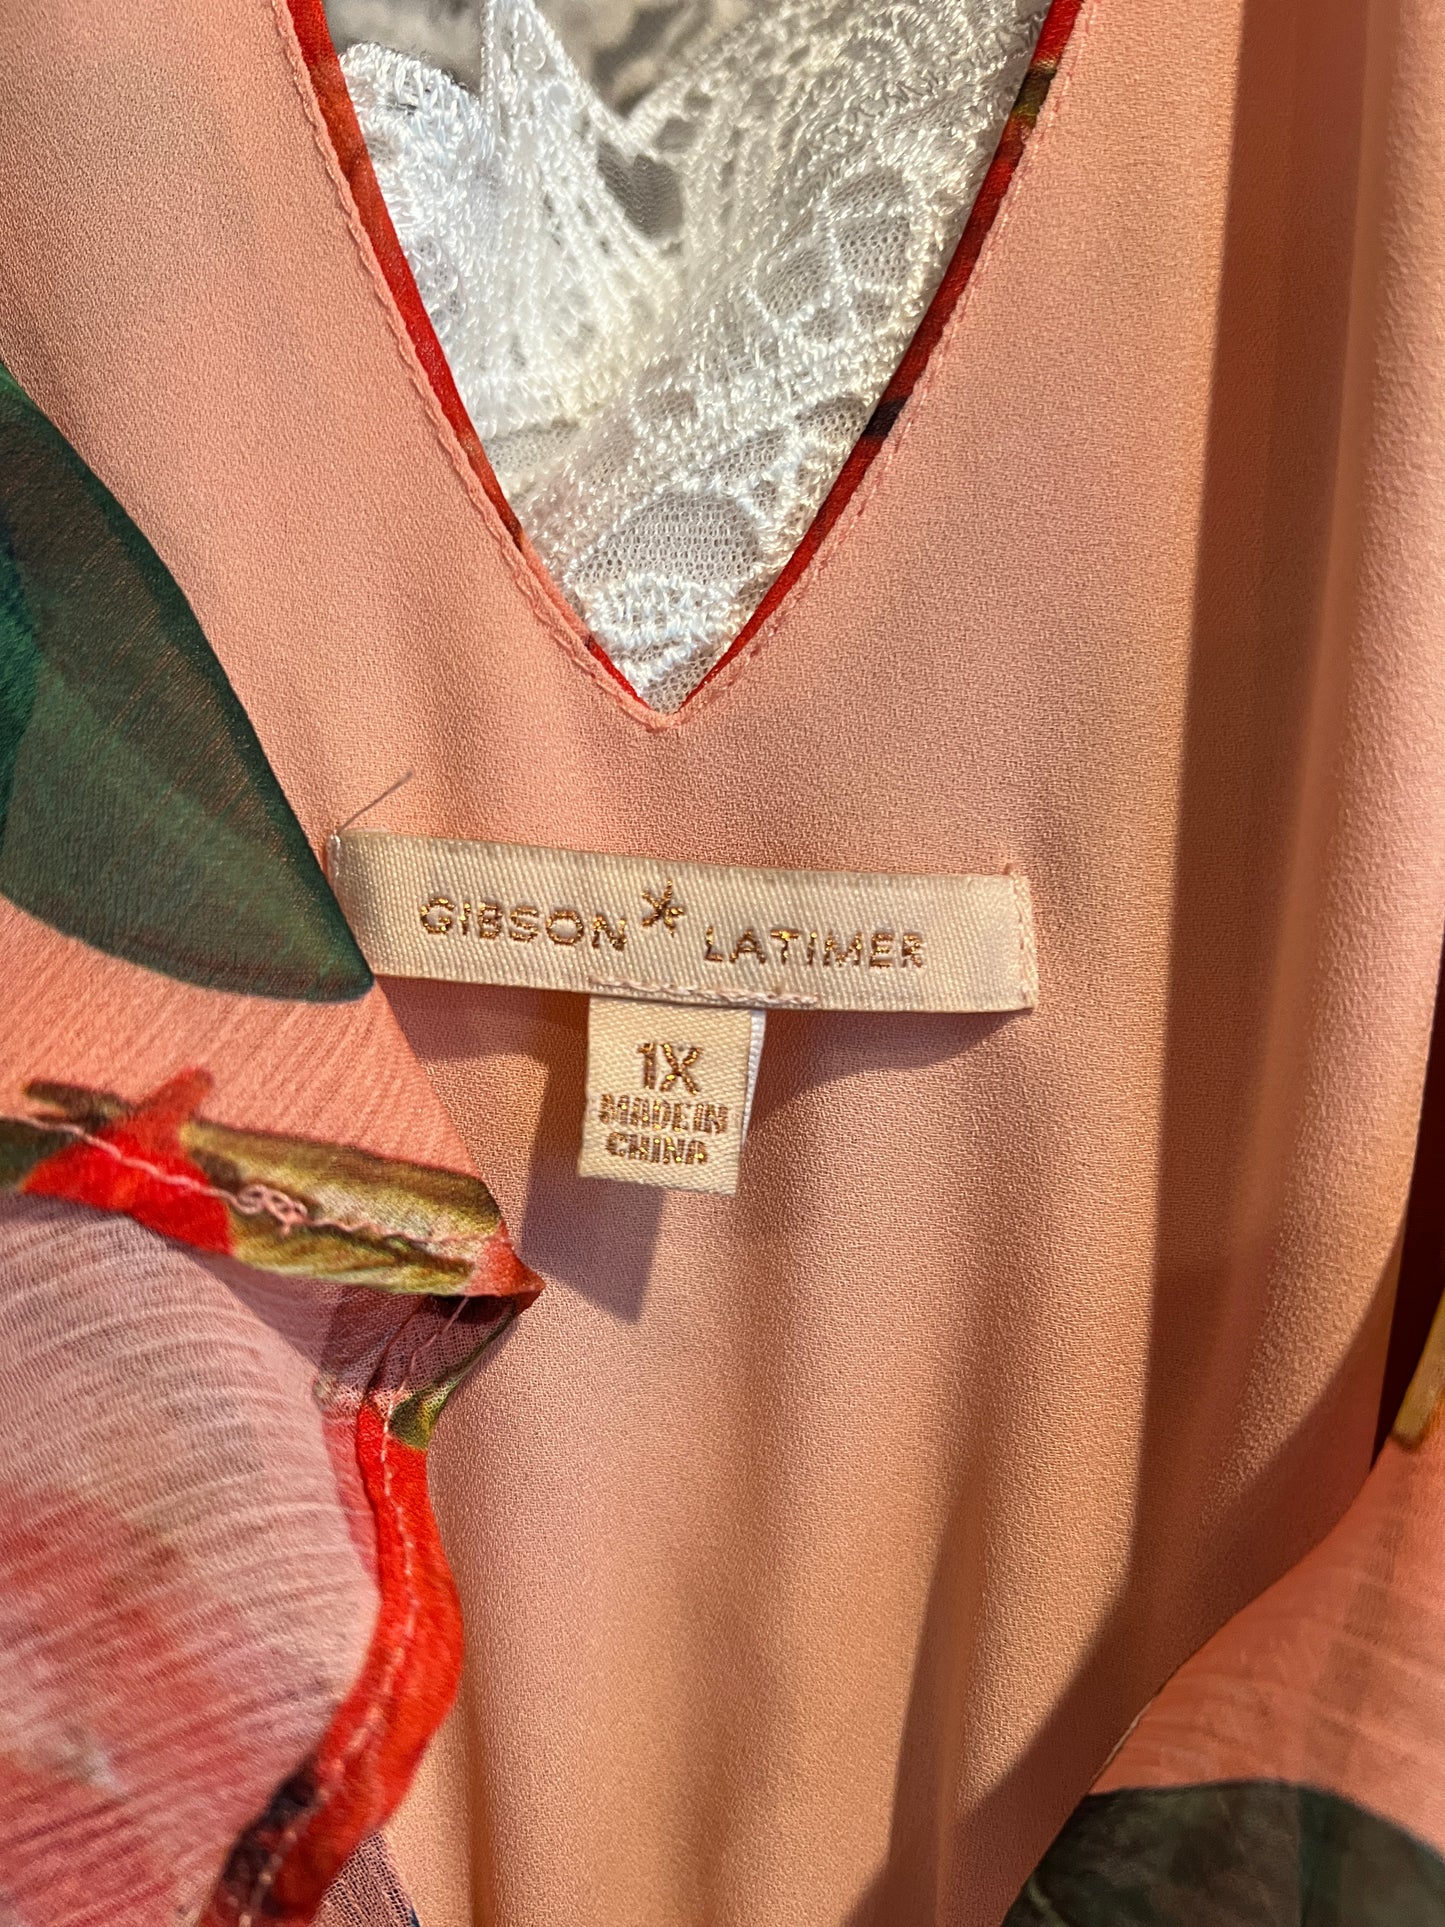 GIBSON LATIMER
1X
MADE IN
CHINA